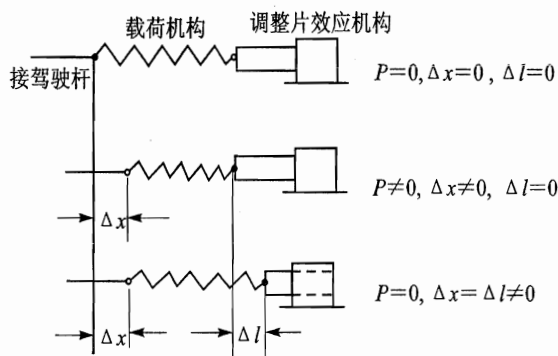 载荷机构 调整片效应机构
接驾驶杆
P=0,Δx=0, Δl=0
P≠0, Δx≠0, Δl=0
Δx
P=0, Δx=Δl≠0
Δx Δl